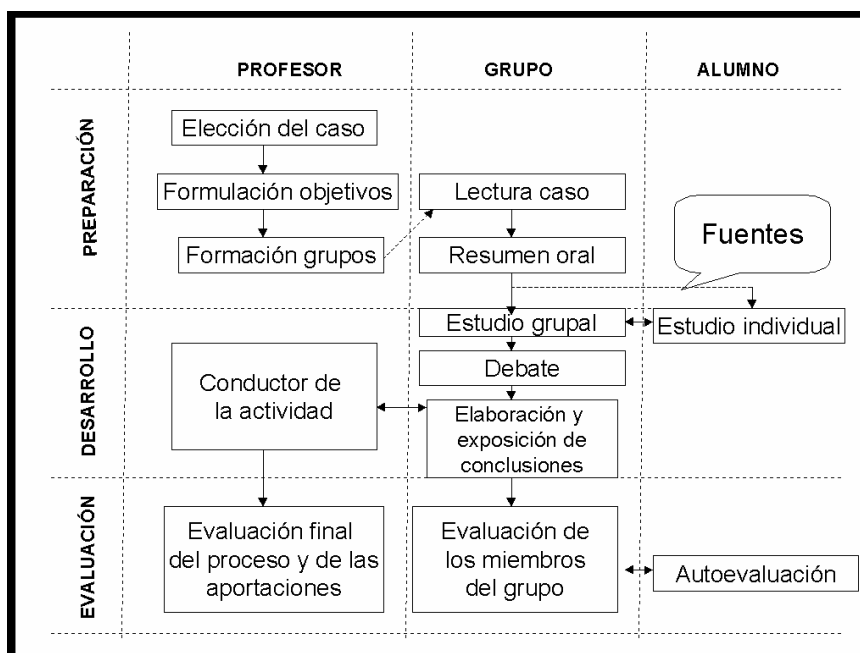 PROFESOR
GRUPO
ALUMNO
PREPARACIÓN
Elección del caso
Formulación objetivos
Formación grupos
Lectura caso
Resumen oral
Fuentes
DESARROLLO
Estudio grupal
Estudio individual
Debate
Conductor de
la actividad
Elaboración y
exposición de
conclusiones
EVALUACIÓN
Evaluación final
del proceso y de las
aportaciones
Evaluación de
los miembros
del grupo
Autoevaluación